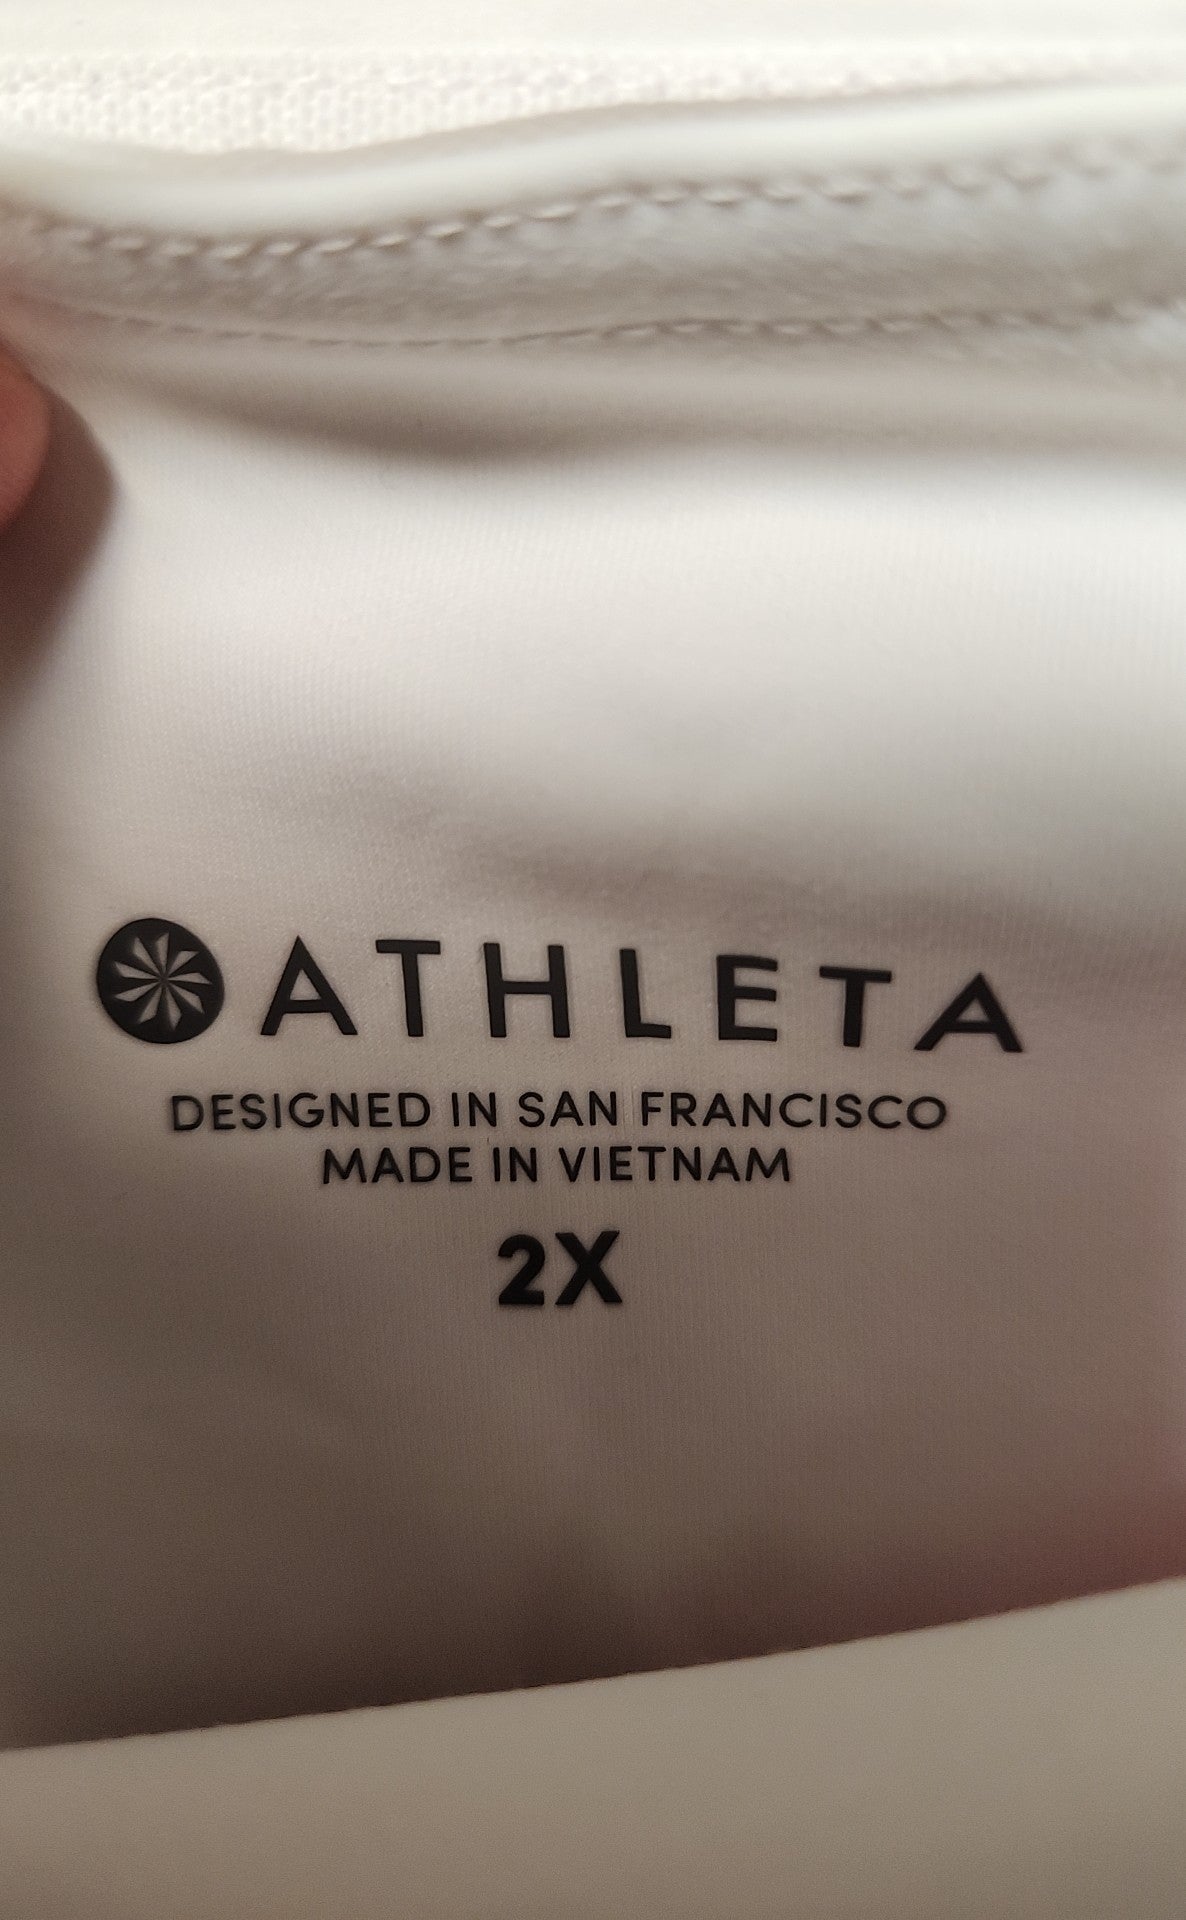 ATHLETA
DESIGNED IN SAN FRANCISCO
MADE IN VIETNAM
2X